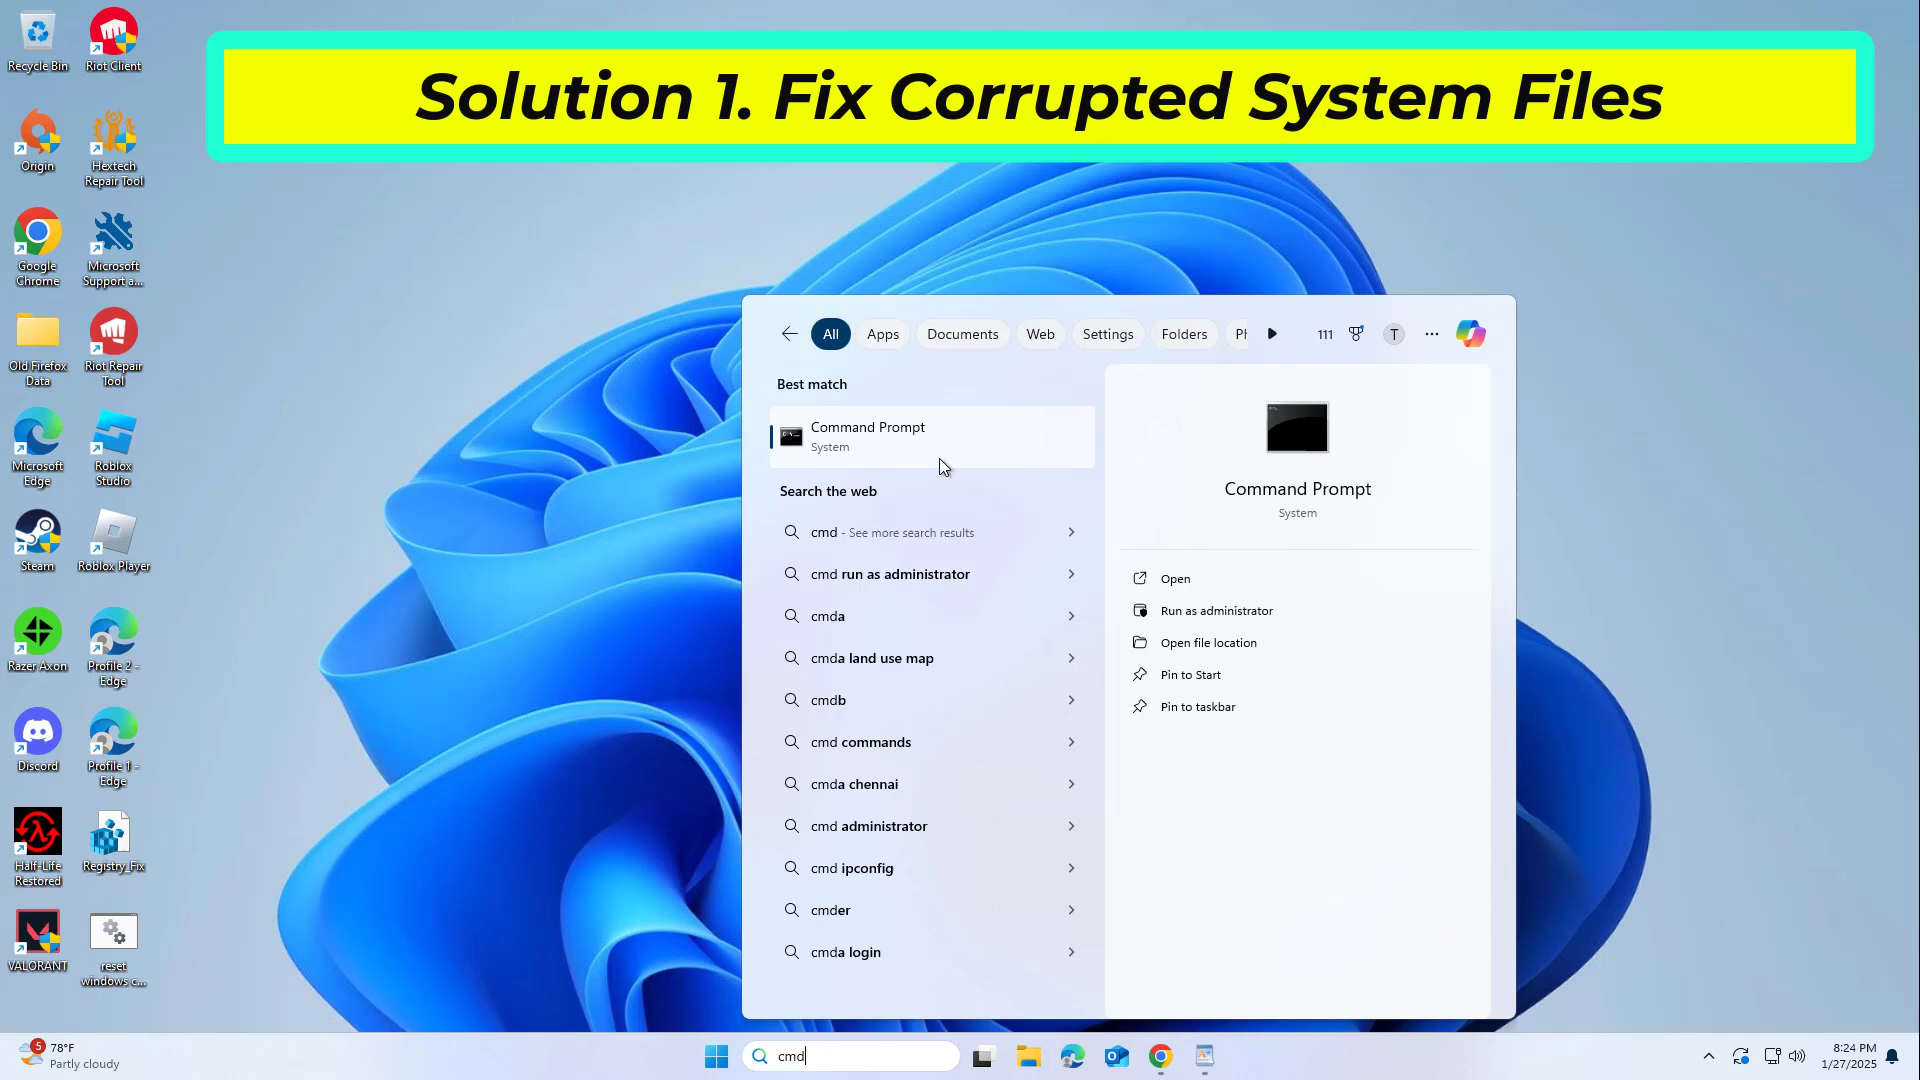 Solution 1. Fix Corrupted System Files
Recycle Bin
Riot Client
Origin
Hextech
Repair Tool
Google
Chrome
Microsoft
Support a...
Old Firefox
Data
Riot Repair
Tool
Microsoft
Edge
Roblox
Studio
Steam
Roblox Player
Razer Axon
Profile 2 -
Edge
Discord
Profile 1 -
Edge
Half-Life
Restored
Registry_Fix
VALORANT
reset
windows c...
All
Apps
Documents
Web
Settings
Folders
111
T
Best match
Command Prompt
System
Search the web
cmd - See more search results
cmd run as administrator
cmda
cmda land use map
cmdb
cmd commands
cmda chennai
cmd administrator
cmd ipconfig
cmder
cmda login
Command Prompt
System
Open
Run as administrator
Open file location
Pin to Start
Pin to taskbar
5
78°F
Partly cloudy
cmd
8:24 PM
1/27/2025